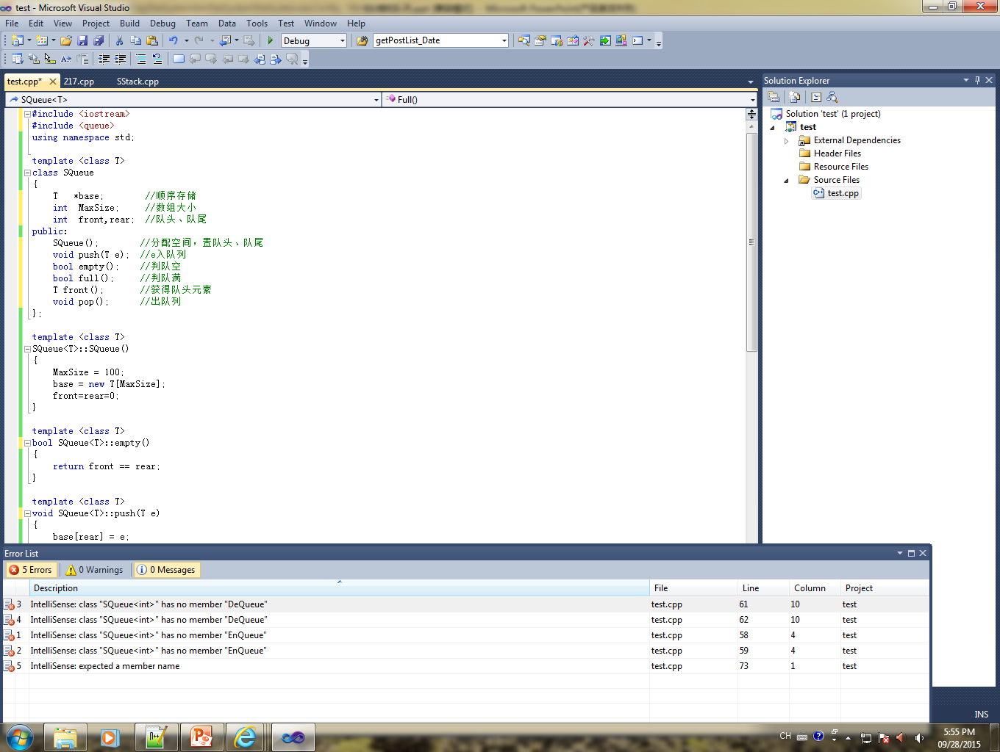 test - Microsoft Visual Studio
File Edit View Project Build Debug Team Data Tools Test Window Help
Debug getPostList_Date
test.cpp* 217.cpp SStack.cpp
SQueue<T> Full()
#include <iostream>
#include <queue>
using namespace std;
template <class T>
class SQueue
{
T *base; //顺序存储
int MaxSize; //数组大小
int front,rear; //队头、队尾
public:
SQueue(); //分配空间，置队头、队尾
void push(T e); //e入队列
bool empty(); //判队空
bool full(); //判队满
T front(); //获得队头元素
void pop(); //出队列
};
template <class T>
SQueue<T>::SQueue()
{
MaxSize = 100;
base = new T[MaxSize];
front=rear=0;
}
template <class T>
bool SQueue<T>::empty()
{
return front == rear;
}
template <class T>
void SQueue<T>::push(T e)
{
base[rear] = e;
Solution Explorer
Solution 'test' (1 project)
test
External Dependencies
Header Files
Resource Files
Source Files
test.cpp
Error List
5 Errors 0 Warnings 0 Messages
Description File Line Column Project
3 IntelliSense: class "SQueue<int>" has no member "DeQueue" test.cpp 61 10 test
4 IntelliSense: class "SQueue<int>" has no member "DeQueue" test.cpp 62 10 test
1 IntelliSense: class "SQueue<int>" has no member "EnQueue" test.cpp 58 4 test
2 IntelliSense: class "SQueue<int>" has no member "EnQueue" test.cpp 59 4 test
5 IntelliSense: expected a member name test.cpp 73 1 test
INS
CH
5:55 PM
09/28/2015